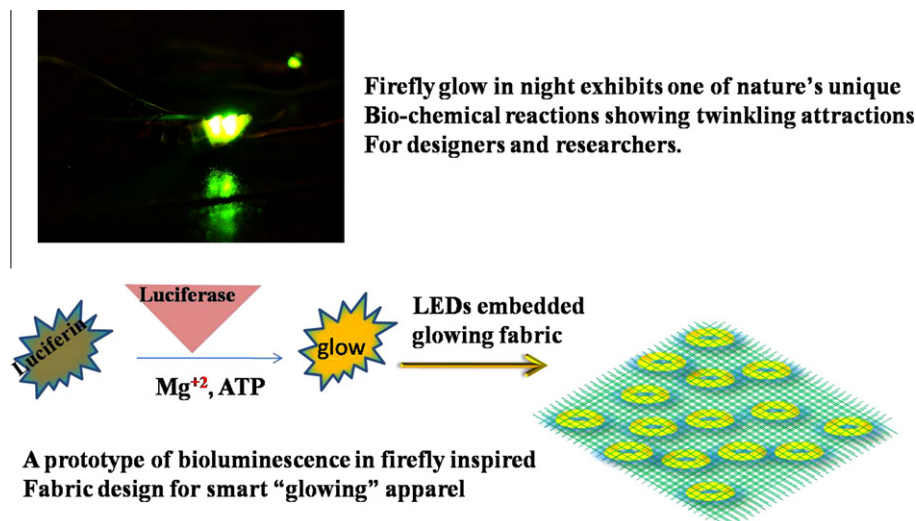 Firefly glow in night exhibits one of nature's unique
Bio-chemical reactions showing twinkling attractions
For designers and researchers.
Luciferin
Luciferase
Mg⁺², ATP
glow
LEDs embedded
glowing fabric
A prototype of bioluminescence in firefly inspired
Fabric design for smart “glowing” apparel